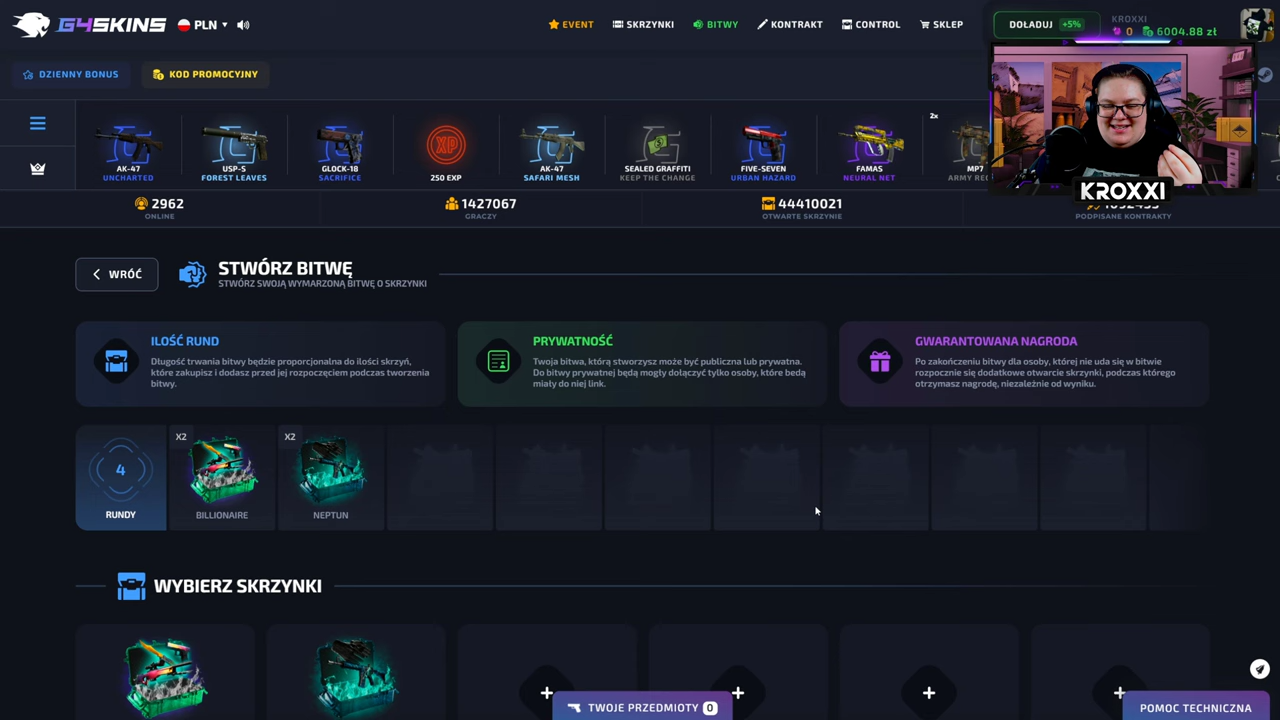 G4SKINS
PLN
EVENT
SKRZYNKI
BITWY
KONTRAKT
CONTROL
SKLEP
DOŁADUJ +5%
KROXXI
0 6004.88 zł
DZIENNY BONUS
KOD PROMOCYJNY
AK-47
UNCHARTED
USP-S
FOREST LEAVES
GLOCK-18
SACRIFICE
XP
250 EXP
AK-47
SAFARI MESH
SEALED GRAFFITI
KEEP THE CHANGE
FIVE-SEVEN
URBAN HAZARD
FAMAS
NEURAL NET
2x
MP7
KROXXI
2962
ONLINE
1427067
GRACZY
44410021
OTWARTE SKRZYNIE
PODPISANE KONTRAKTY
WRÓĆ
STWÓRZ BITWĘ
STWÓRZ SWOJĄ WYMARZONĄ BITWĘ O SKRZYNKI
ILOŚĆ RUND
Długość trwania bitwy będzie proporcjonalna do ilości skrzyń,
które zakupisz i dodasz przed jej rozpoczęciem podczas tworzenia
bitwy.
PRYWATNOŚĆ
Twoja bitwa, którą stworzysz może być publiczna lub prywatna.
Do bitwy prywatnej będą mogły dołączyć tylko osoby, które będą
miały do niej link.
GWARANTOWANA NAGRODA
Po zakończeniu bitwy dla osoby, której nie uda się w bitwie
rozpocznie się dodatkowe otwarcie skrzynki, podczas którego
otrzymasz nagrodę, niezależnie od wyniku.
4
RUNDY
X2
BILLIONAIRE
X2
NEPTUN
WYBIERZ SKRZYNKI
TWOJE PRZEDMIOTY 0
POMOC TECHNICZNA